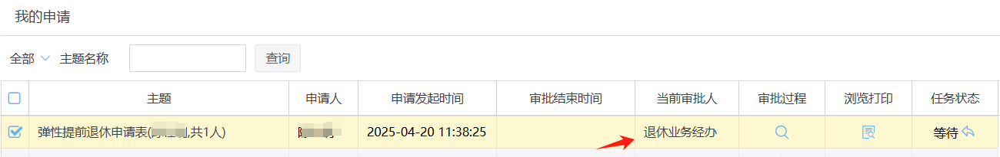 我的申请
全部 主题名称 查询
主题 申请人 申请发起时间 审批结束时间 当前审批人 审批过程 浏览打印 任务状态
弹性提前退休申请表( ,共1人) 2025-04-20 11:38:25 退休业务经办 等待